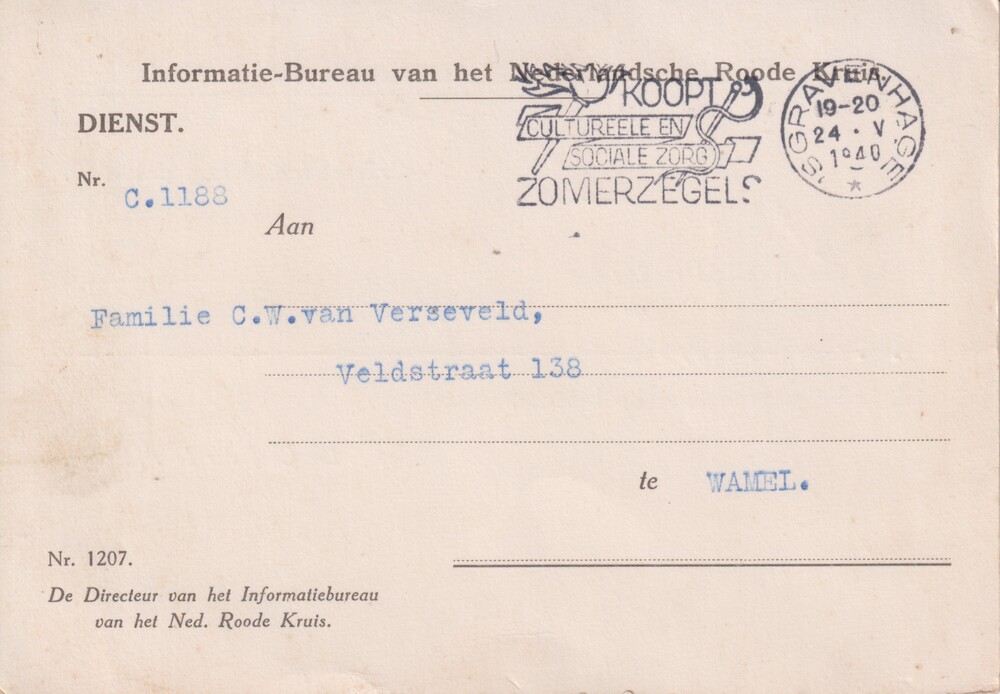 Informatie-Bureau van het Nederlandsche Roode Kruis.
DIENST.
KOOPT
CULTUREELE EN
SOCIALE ZORG
ZOMERZEGELS
'SGRAVENHAGE
19-20
24 · V
1940
Nr. C.1188
Aan
Familie C.W.van Verseveld,
Veldstraat 138
te WAMEL.
Nr. 1207.
De Directeur van het Informatiebureau
van het Ned. Roode Kruis.